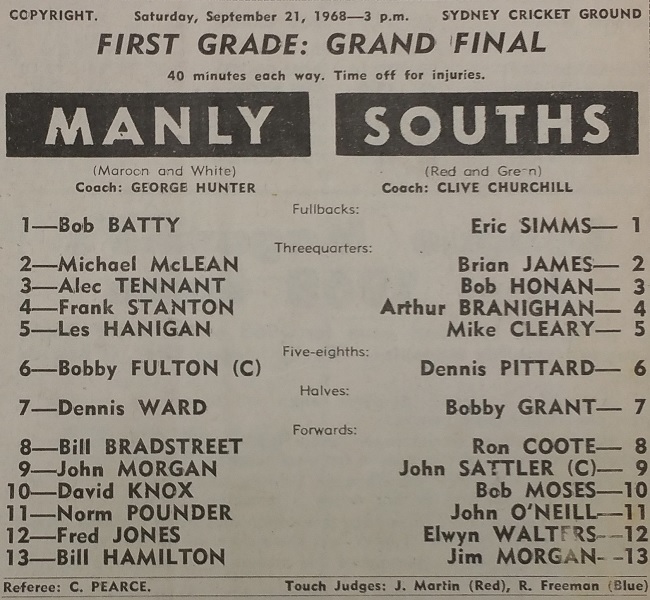 COPYRIGHT. Saturday, September 21, 1968—3 p.m. SYDNEY CRICKET GROUND
FIRST GRADE: GRAND FINAL
40 minutes each way. Time off for injuries.
MANLY SOUTHS
(Maroon and White) (Red and Green)
Coach: GEORGE HUNTER Coach: CLIVE CHURCHILL
Fullbacks:
1—Bob BATTY Eric SIMMS— 1
Threequarters:
2—Michael McLEAN Brian JAMES— 2
3—Alec TENNANT Bob HONAN— 3
4—Frank STANTON Arthur BRANIGHAN— 4
5—Les HANIGAN Mike CLEARY— 5
Five-eighths:
6—Bobby FULTON (C) Dennis PITTARD— 6
Halves:
7—Dennis WARD Bobby GRANT— 7
Forwards:
8—Bill BRADSTREET Ron COOTE— 8
9—John MORGAN John SATTLER (C)— 9
10—David KNOX Bob MOSES—10
11—Norm POUNDER John O'NEILL—11
12—Fred JONES Elwyn WALTERS—12
13—Bill HAMILTON Jim MORGAN—13
Referee: C. PEARCE. Touch Judges: J. Martin (Red), R. Freeman (Blue)